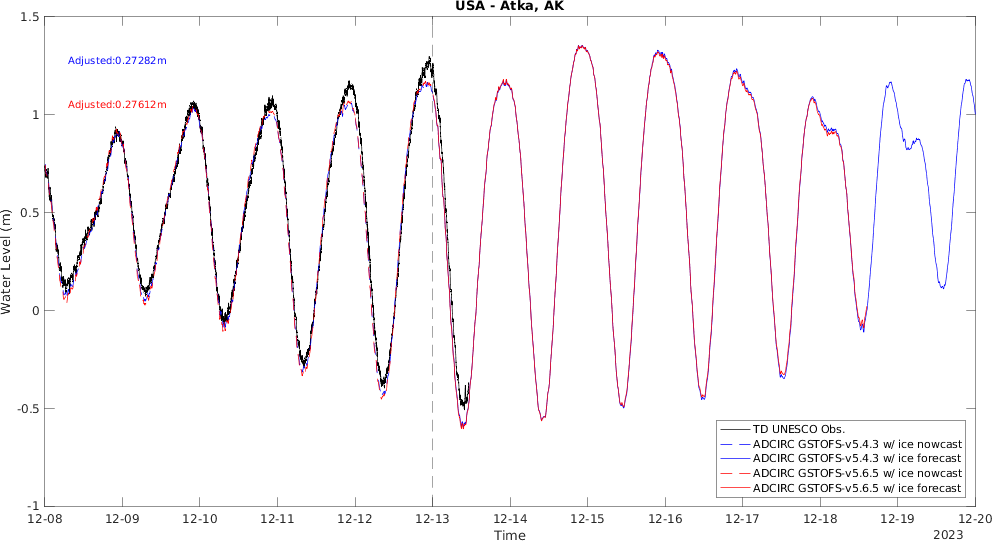 USA - Atka, AK
1.5
1
0.5
0
-0.5
-1
Water Level (m)
Adjusted:0.27282m
Adjusted:0.27612m
TD UNESCO Obs.
ADCIRC GSTOFS-v5.4.3 w/ ice nowcast
ADCIRC GSTOFS-v5.4.3 w/ ice forecast
ADCIRC GSTOFS-v5.6.5 w/ ice nowcast
ADCIRC GSTOFS-v5.6.5 w/ ice forecast
12-08 12-09 12-10 12-11 12-12 12-13 12-14 12-15 12-16 12-17 12-18 12-19 12-20
Time
2023